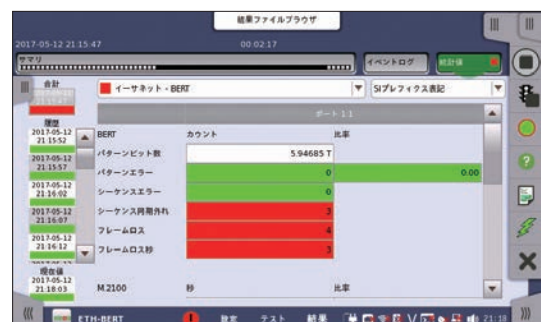 結果ファイルブラウザ
2017-05-12 21:15:47
00:02:17
サマリ
イベントログ
統計値
合計
イーサネット - BERT
SIプレフィクス表記
ポート 1:1
履歴
2017-05-12
21:15:52
2017-05-12
21:15:57
2017-05-12
21:16:02
2017-05-12
21:16:07
2017-05-12
21:16:12
現在値
2017-05-12
21:18:03
BERT カウント 比率
パターンビット数 5.94685 T
パターンエラー 0 0.00
シーケンスエラー 0
シーケンス同期外れ 3
フレームロス 4
フレームロス秒 3
M.2100 秒 比率
ETH-BERT
設定
テスト
結果
21:18